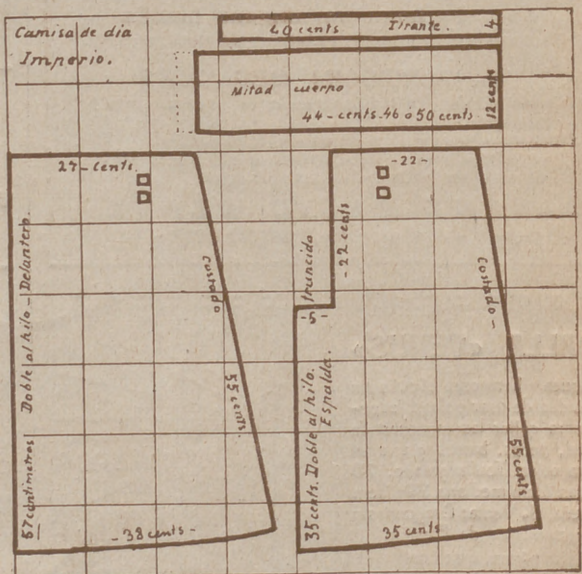 Camisa de dia
Imperio.
40 cents Tirante. 4
Mitad cuerpo
44-cents.46 ó 50 cents.
12 cents
27-cents.
57 centimetros Doble al hilo - Delantero.
costado
55 cents.
-38 cents-
-22-
fruncido
-22 cents
-5-
35 cents. Doble al hilo.
Espalda.
costado-
55 cents
35 cents